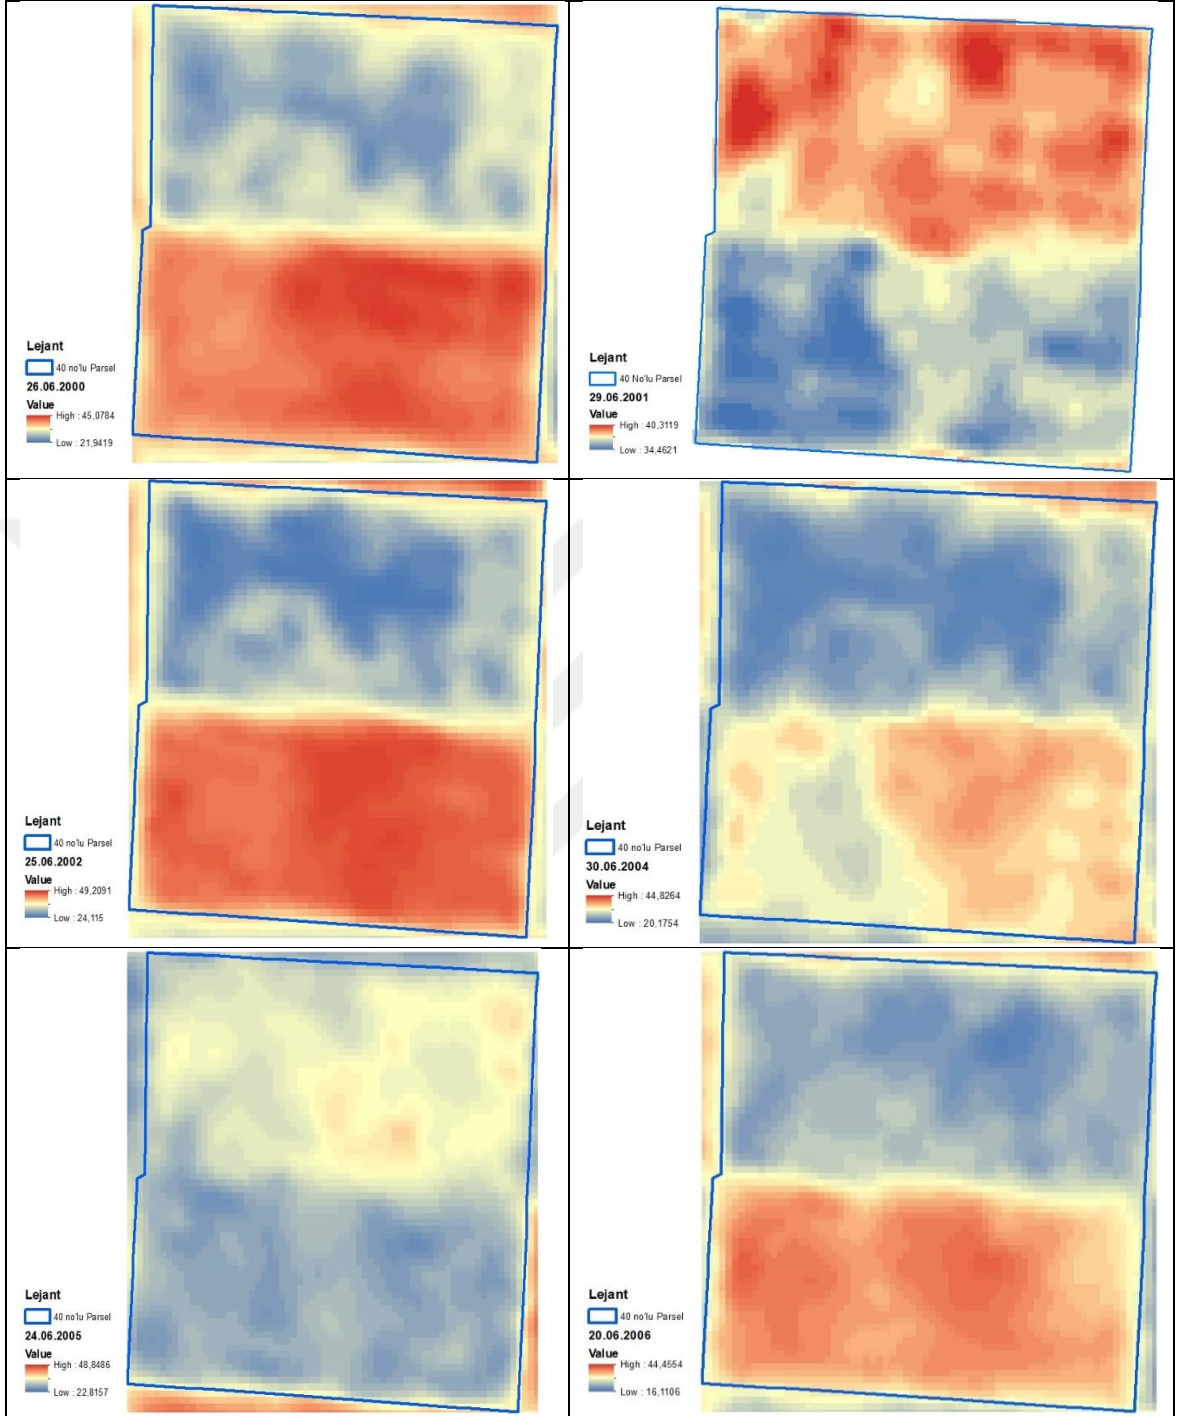 Lejant
40 no'lu Parsel
26.06.2000
Value
High : 45,0784
Low : 21,9419
Lejant
40 No'lu Parsel
29.06.2001
Value
High : 40,3119
Low : 34,4621
Lejant
40 no'lu Parsel
25.06.2002
Value
High : 49,2091
Low : 24,115
Lejant
40 no'lu Parsel
30.06.2004
Value
High : 44,8264
Low : 20,1754
Lejant
40 no'lu Parsel
24.06.2005
Value
High : 48,8486
Low : 22,8157
Lejant
40 no'lu Parsel
20.06.2006
Value
High : 44,4554
Low : 16,1106